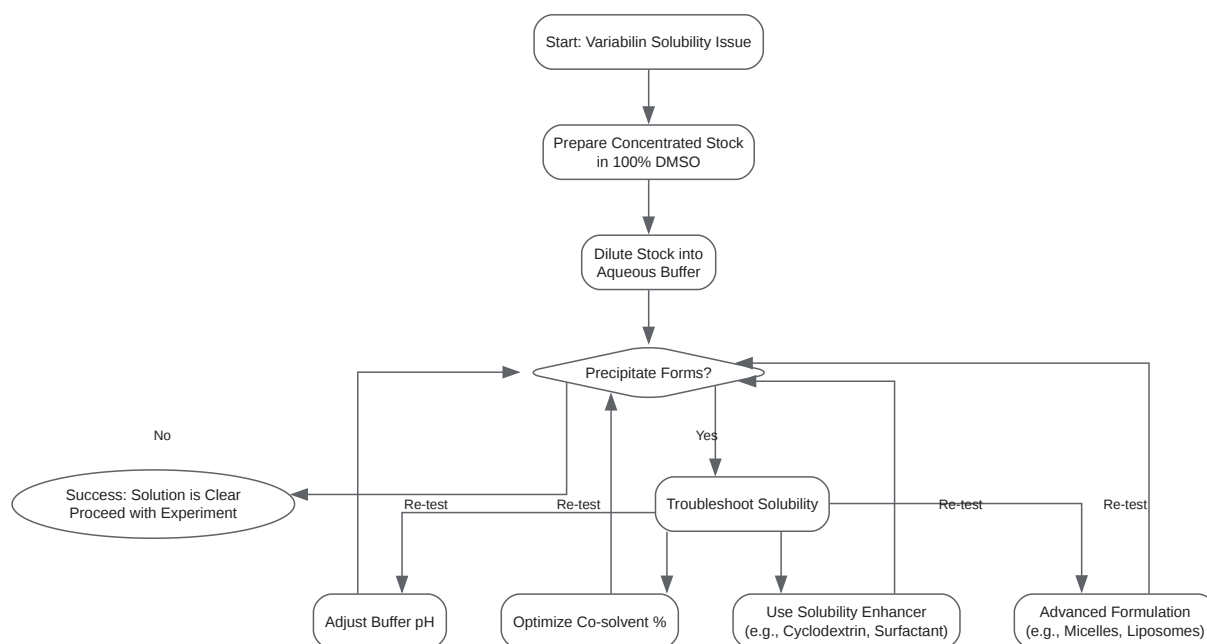 Start: Variabilin Solubility Issue
Prepare Concentrated Stock
in 100% DMSO
Dilute Stock into
Aqueous Buffer
Precipitate Forms?
No
Yes
Success: Solution is Clear
Proceed with Experiment
Re-test
Re-test
Troubleshoot Solubility
Re-test
Re-test
Adjust Buffer pH
Optimize Co-solvent %
Use Solubility Enhancer
(e.g., Cyclodextrin, Surfactant)
Advanced Formulation
(e.g., Micelles, Liposomes)